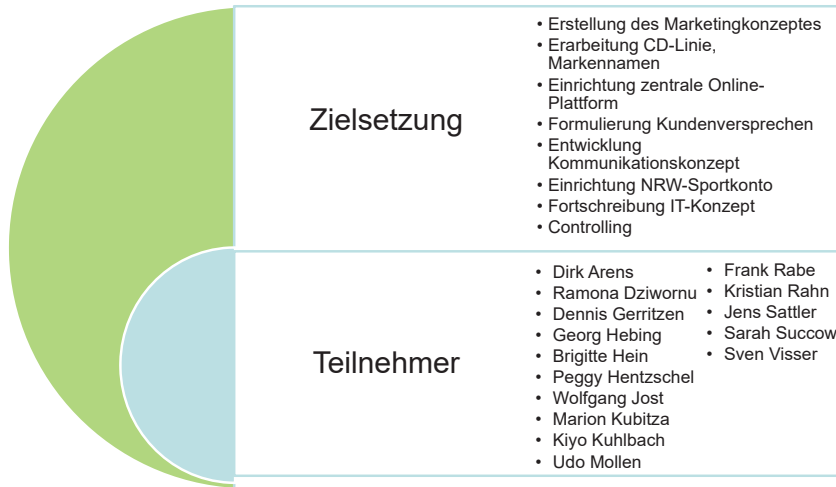 Zielsetzung
• Erstellung des Marketingkonzeptes
• Erarbeitung CD-Linie,
Markennamen
• Einrichtung zentrale Online-
Plattform
• Formulierung Kundenversprechen
• Entwicklung
Kommunikationskonzept
• Einrichtung NRW-Sportkonto
• Fortschreibung IT-Konzept
• Controlling
Teilnehmer
• Dirk Arens
• Ramona Dziwornu
• Dennis Gerritzen
• Georg Hebing
• Brigitte Hein
• Peggy Hentzschel
• Wolfgang Jost
• Marion Kubitza
• Kiyo Kuhlbach
• Udo Mollen
• Frank Rabe
• Kristian Rahn
• Jens Sattler
• Sarah Succow
• Sven Visser